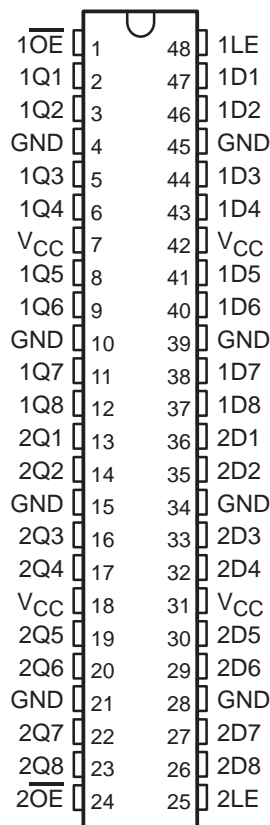 1O̅E̅ 1 48 1LE
1Q1 2 47 1D1
1Q2 3 46 1D2
GND 4 45 GND
1Q3 5 44 1D3
1Q4 6 43 1D4
VCC 7 42 VCC
1Q5 8 41 1D5
1Q6 9 40 1D6
GND 10 39 GND
1Q7 11 38 1D7
1Q8 12 37 1D8
2Q1 13 36 2D1
2Q2 14 35 2D2
GND 15 34 GND
2Q3 16 33 2D3
2Q4 17 32 2D4
VCC 18 31 VCC
2Q5 19 30 2D5
2Q6 20 29 2D6
GND 21 28 GND
2Q7 22 27 2D7
2Q8 23 26 2D8
2O̅E̅ 24 25 2LE